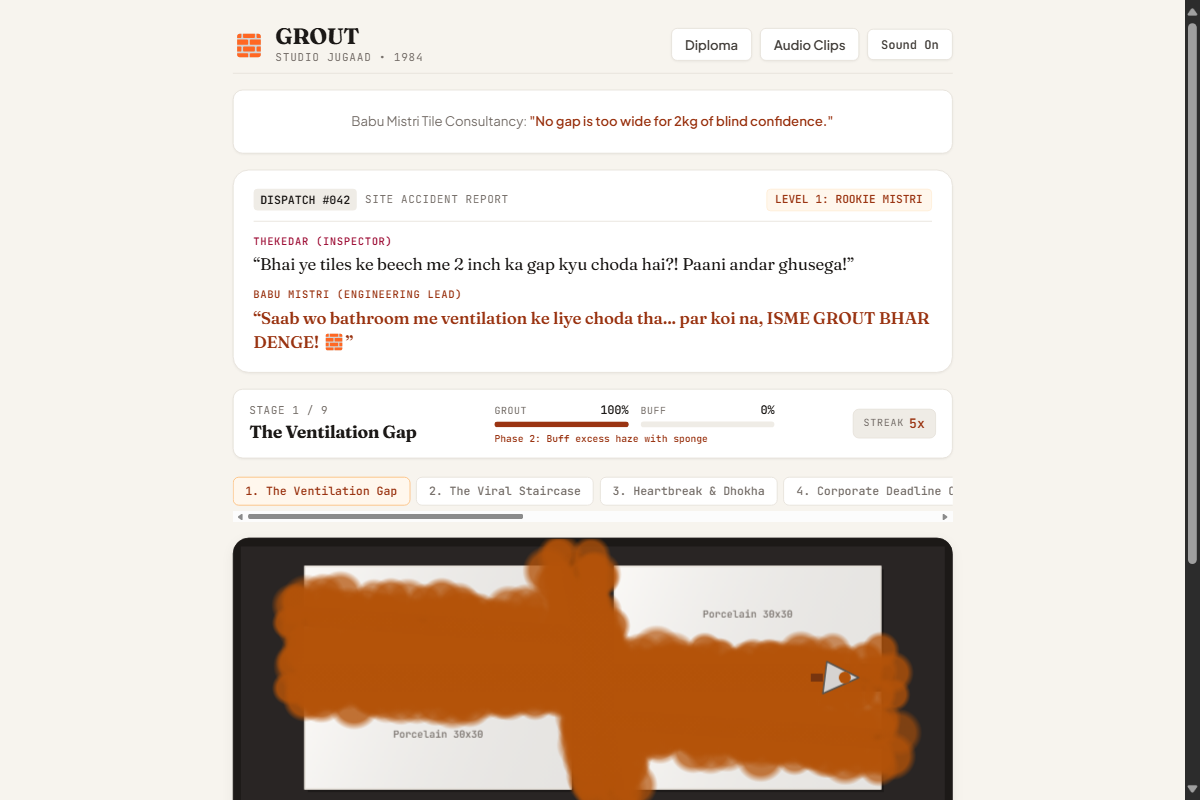 GROUT
STUDIO JUGAAD • 1984
Diploma
Audio Clips
Sound On
Babu Mistri Tile Consultancy: "No gap is too wide for 2kg of blind confidence."
DISPATCH #042 SITE ACCIDENT REPORT
LEVEL 1: ROOKIE MISTRI
THEKEDAR (INSPECTOR)
“Bhai ye tiles ke beech me 2 inch ka gap kyu choda hai?! Paani andar ghusega!”
BABU MISTRI (ENGINEERING LEAD)
“Saab wo bathroom me ventilation ke liye choda tha... par koi na, ISME GROUT BHAR
DENGE! 🧱”
STAGE 1 / 9
The Ventilation Gap
GROUT 100%
BUFF 0%
Phase 2: Buff excess haze with sponge
STREAK 5x
1. The Ventilation Gap
2. The Viral Staircase
3. Heartbreak & Dhokha
4. Corporate Deadline
Porcelain 30x30
Porcelain 30x30